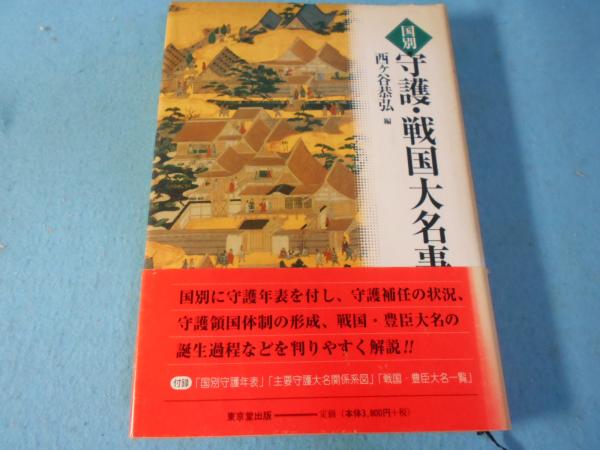 国別
守護・戦国大名事
西ヶ谷恭弘 編
国別に守護年表を付し、守護補任の状況、
守護領国体制の形成、戦国・豊臣大名の
誕生過程などを判りやすく解説!!
付録 「国別守護年表」「主要守護大名関係系図」「戦国・豊臣大名一覧」
東京堂出版 ――― 定価(本体3,800円+税)